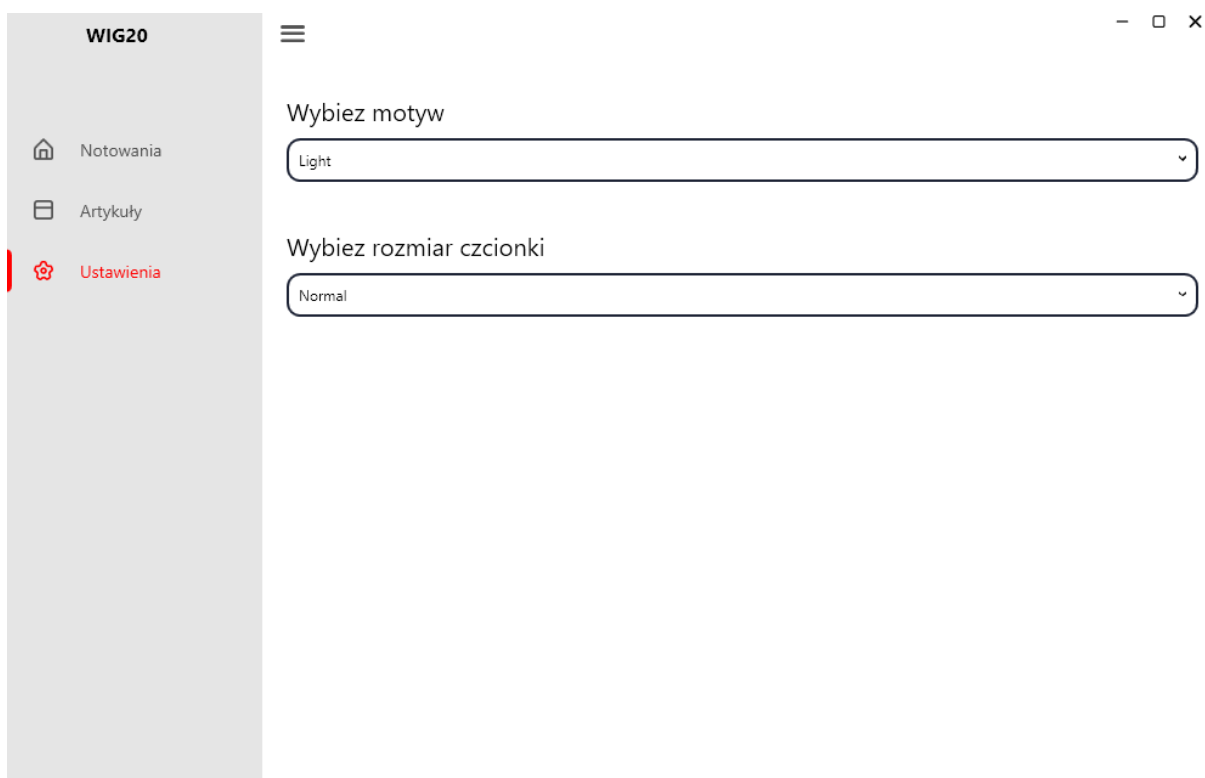 WIG20
Notowania
Artykuły
Ustawienia
Wybiez motyw
Light
Wybiez rozmiar czcionki
Normal